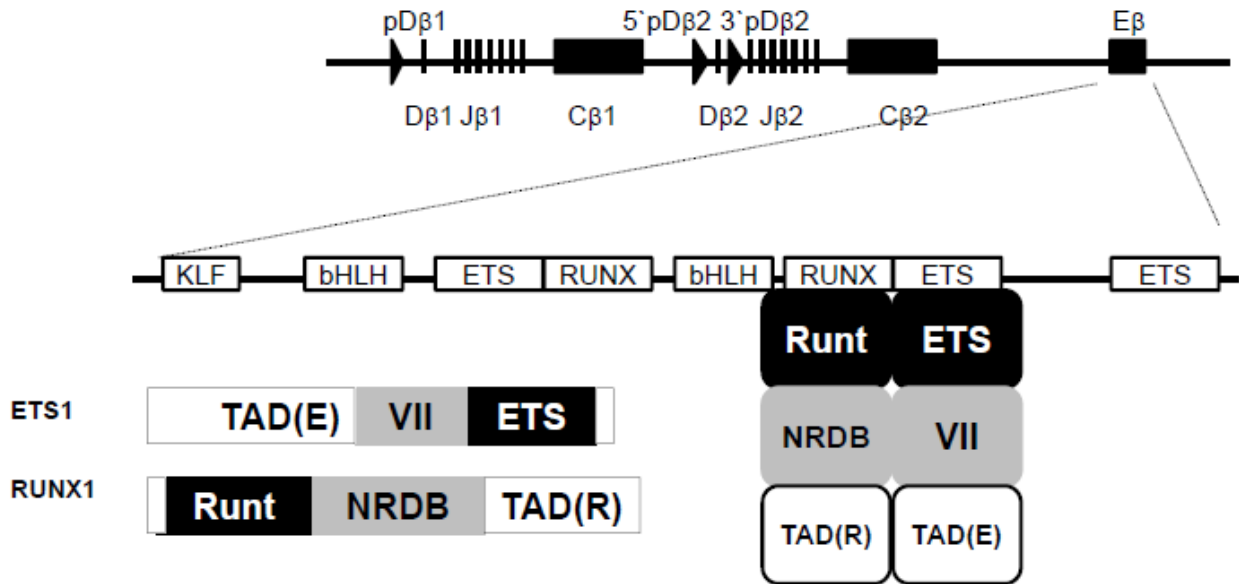 pDβ1 5`pDβ2 3`pDβ2 Eβ
Dβ1 Jβ1 Cβ1 Dβ2 Jβ2 Cβ2
KLF bHLH ETS RUNX bHLH RUNX ETS ETS
Runt ETS
ETS1 TAD(E) VII ETS
NRDB VII
RUNX1 Runt NRDB TAD(R)
TAD(R) TAD(E)